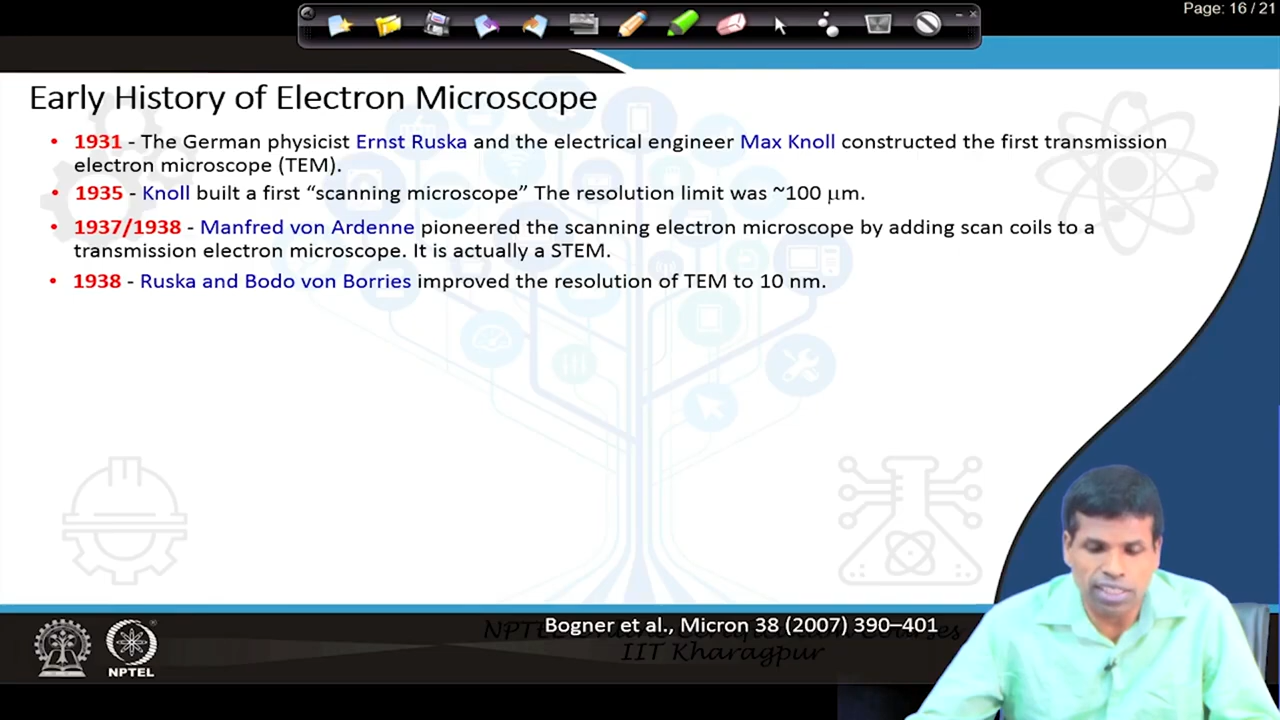 Page: 16 / 21
Early History of Electron Microscope
• 1931 - The German physicist Ernst Ruska and the electrical engineer Max Knoll constructed the first transmission
electron microscope (TEM).
• 1935 - Knoll built a first “scanning microscope” The resolution limit was ~100 μm.
• 1937/1938 - Manfred von Ardenne pioneered the scanning electron microscope by adding scan coils to a
transmission electron microscope. It is actually a STEM.
• 1938 - Ruska and Bodo von Borries improved the resolution of TEM to 10 nm.
Bogner et al., Micron 38 (2007) 390–401
NPTEL Online Certification Courses
IIT Kharagpur
NPTEL